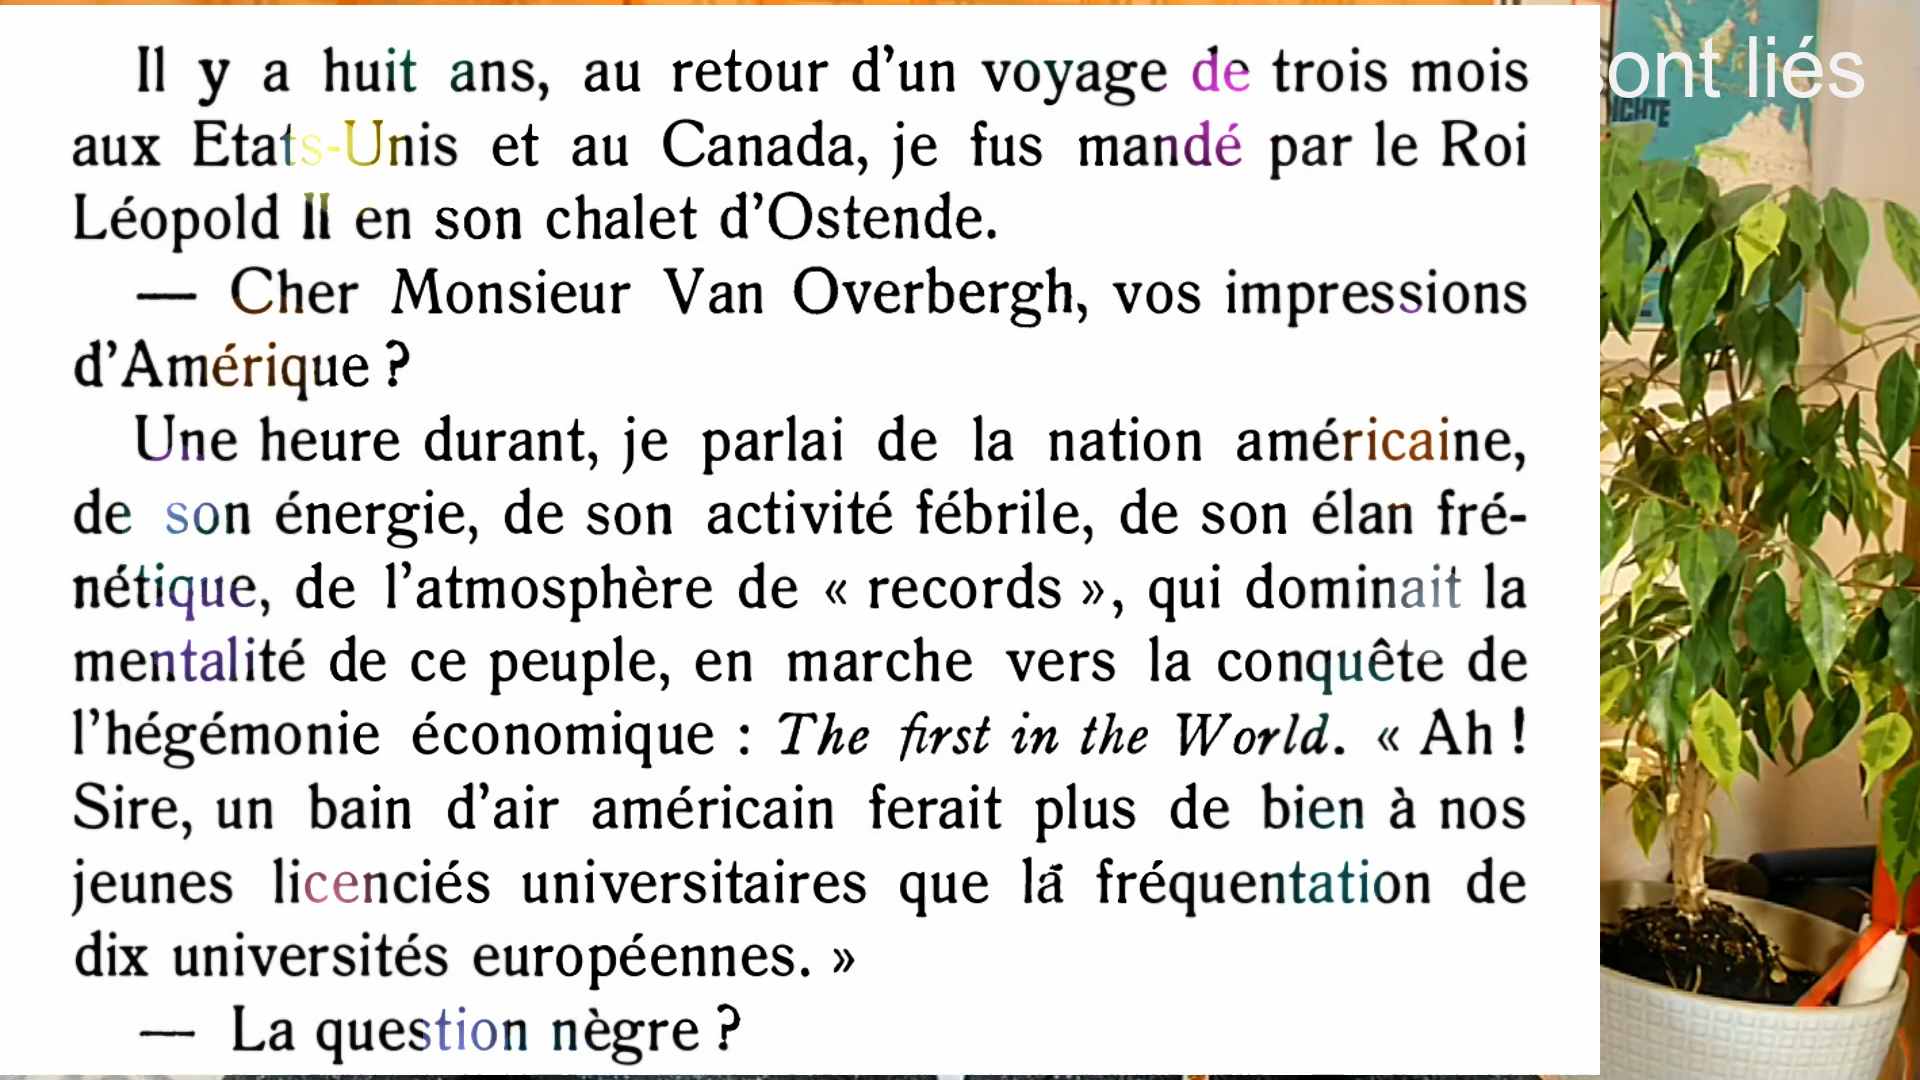 Il y a huit ans, au retour d'un voyage de trois mois
aux Etats-Unis et au Canada, je fus mandé par le Roi
Léopold II en son chalet d'Ostende.
— Cher Monsieur Van Overbergh, vos impressions
d'Amérique ?
Une heure durant, je parlai de la nation américaine,
de son énergie, de son activité fébrile, de son élan fré-
nétique, de l'atmosphère de « records », qui dominait la
mentalité de ce peuple, en marche vers la conquête de
l'hégémonie économique : The first in the World. « Ah !
Sire, un bain d'air américain ferait plus de bien à nos
jeunes licenciés universitaires que la fréquentation de
dix universités européennes. »
— La question nègre ?
ont liés
ICHTE